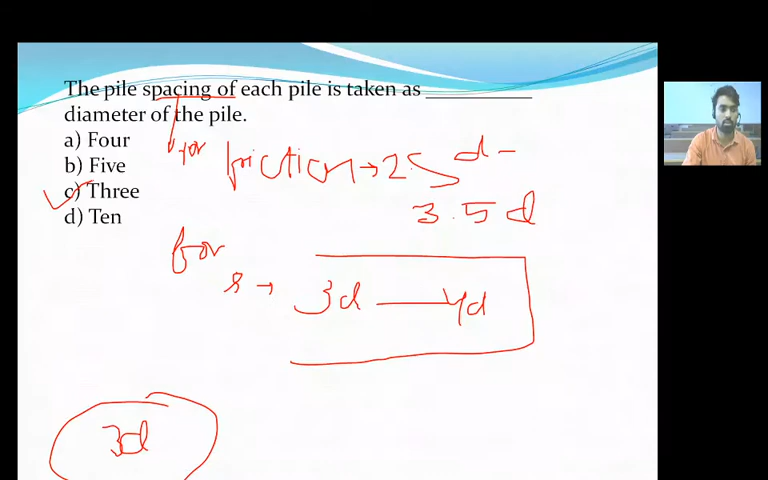 The pile spacing of each pile is taken as __________
diameter of the pile.
a) Four
b) Five
c) Three
d) Ten
for friction → 2.5 d –
3.5 d
for
s → 3d — 4d
3d